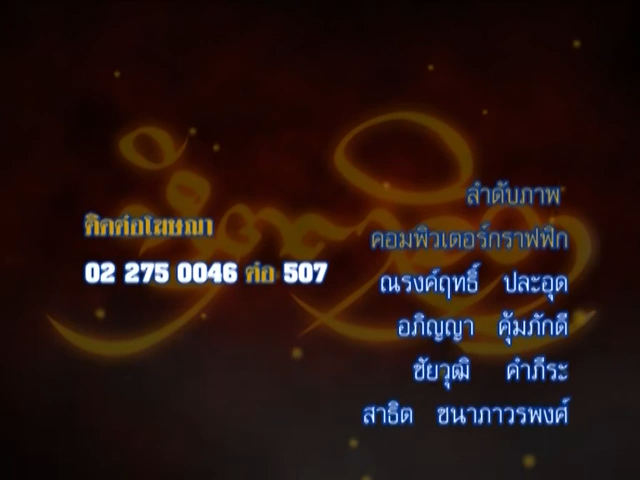 ติดต่อโฆษณา
02 275 0046 ต่อ 507
ลำดับภาพ
คอมพิวเตอร์กราฟฟิก
ณรงค์ฤทธิ์ ปละอุด
อภิญญา คุ้มภักดี
ชัยวุฒิ คำภีระ
สาธิต ชนาภาวรพงศ์